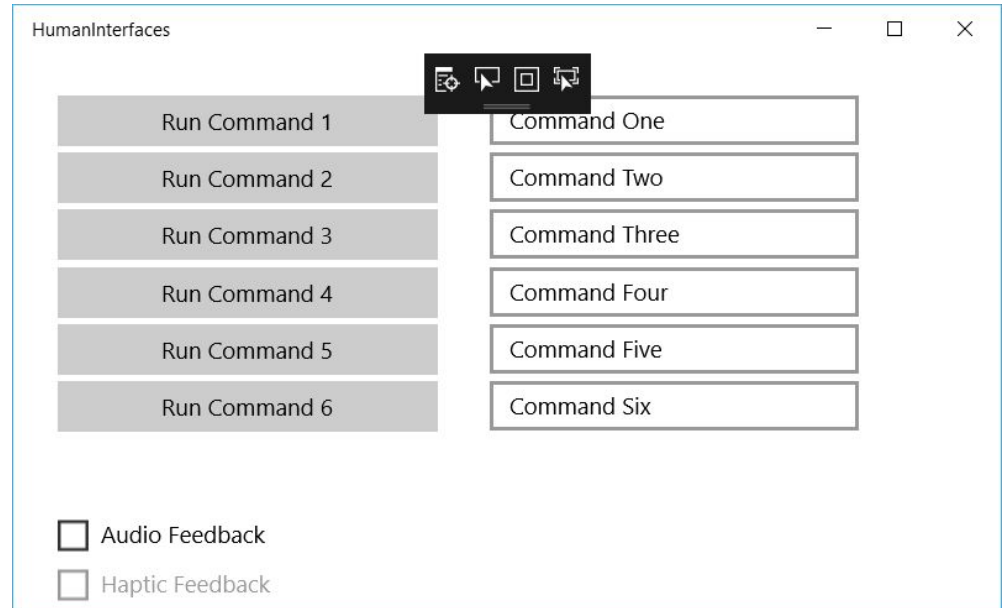 HumanInterfaces
Run Command 1
Command One
Run Command 2
Command Two
Run Command 3
Command Three
Run Command 4
Command Four
Run Command 5
Command Five
Run Command 6
Command Six
Audio Feedback
Haptic Feedback